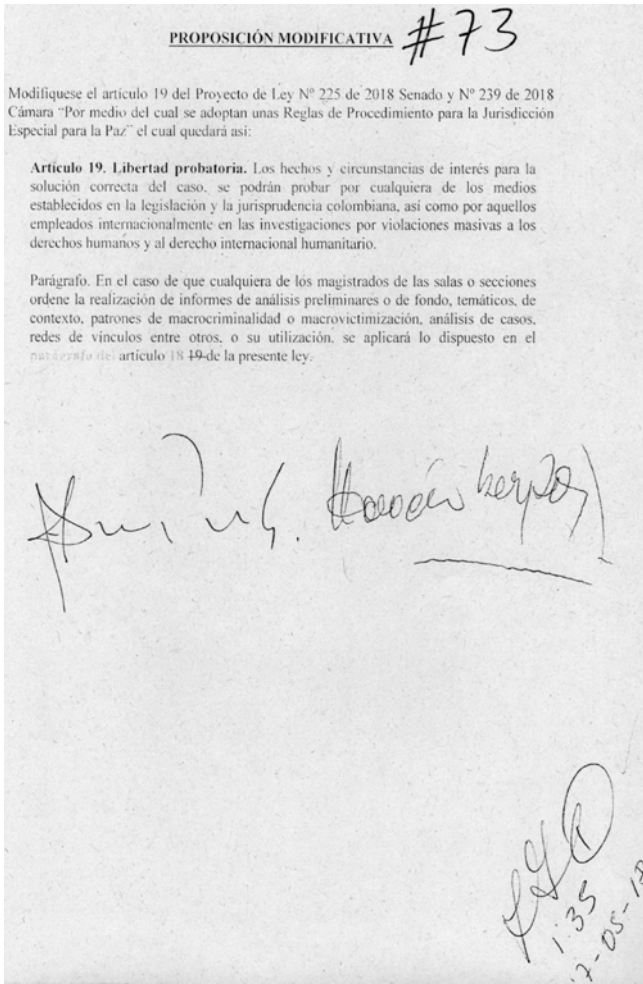 PROPOSICIÓN MODIFICATIVA #73
Modifiquese el artículo 19 del Proyecto de Ley Nº 225 de 2018 Senado y Nº 239 de 2018
Cámara "Por medio del cual se adoptan unas Reglas de Procedimiento para la Jurisdicción
Especial para la Paz" el cual quedará así:
Artículo 19. Libertad probatoria. Los hechos y circunstancias de interés para la
solución correcta del caso, se podrán probar por cualquiera de los medios
establecidos en la legislación y la jurisprudencia colombiana, así como por aquellos
empleados internacionalmente en las investigaciones por violaciones masivas a los
derechos humanos y al derecho internacional humanitario.
Parágrafo. En el caso de que cualquiera de los magistrados de las salas o secciones
ordene la realización de informes de análisis preliminares o de fondo, temáticos, de
contexto, patrones de macrocriminalidad o macrovictimización, análisis de casos,
redes de vínculos entre otros, o su utilización, se aplicará lo dispuesto en el
parágrafo del artículo 18 19 de la presente ley.
1:35